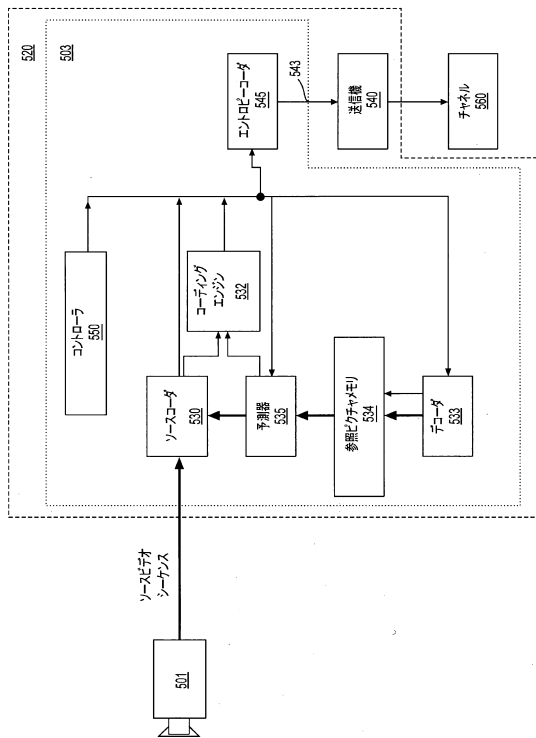 520
503
コントローラ
550
エントロピーコーダ
545
543
送信機
540
チャネル
560
コーディング
エンジン
532
ソースコーダ
530
予測器
535
参照ピクチャメモリ
534
デコーダ
533
ソースビデオ
シーケンス
501